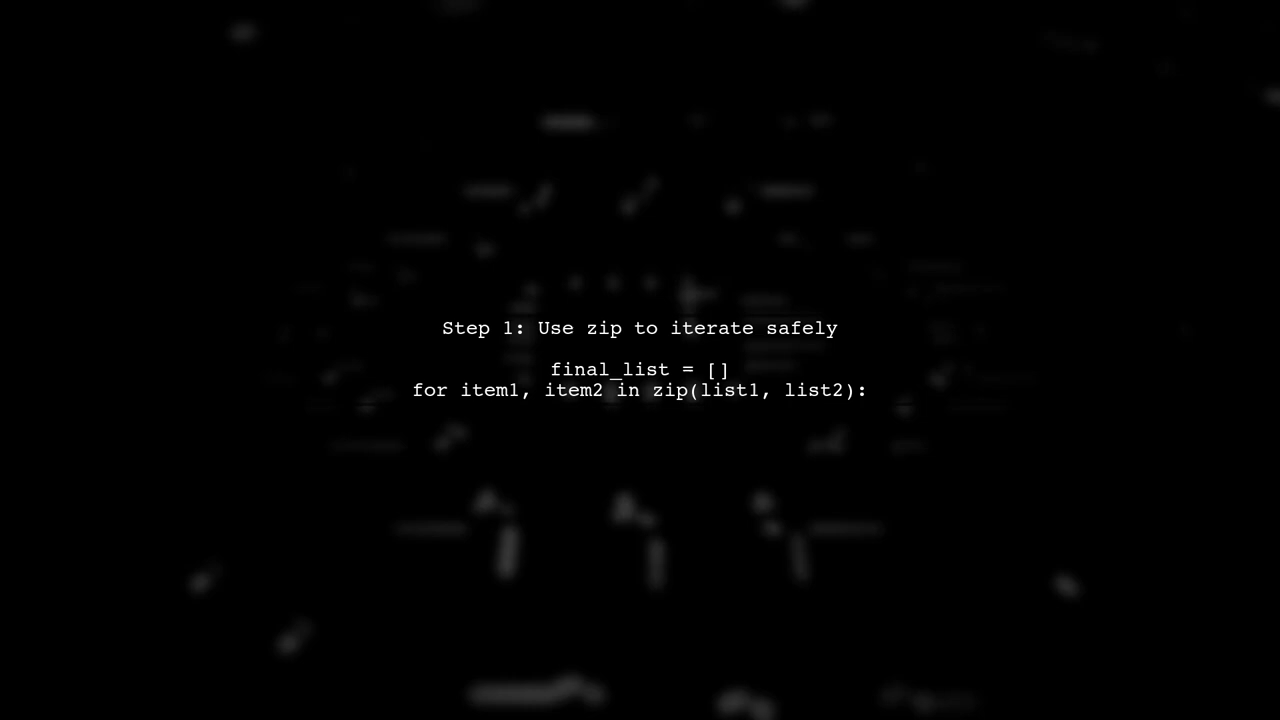 Step 1: Use zip to iterate safely
final_list = []
for item1, item2 in zip(list1, list2):